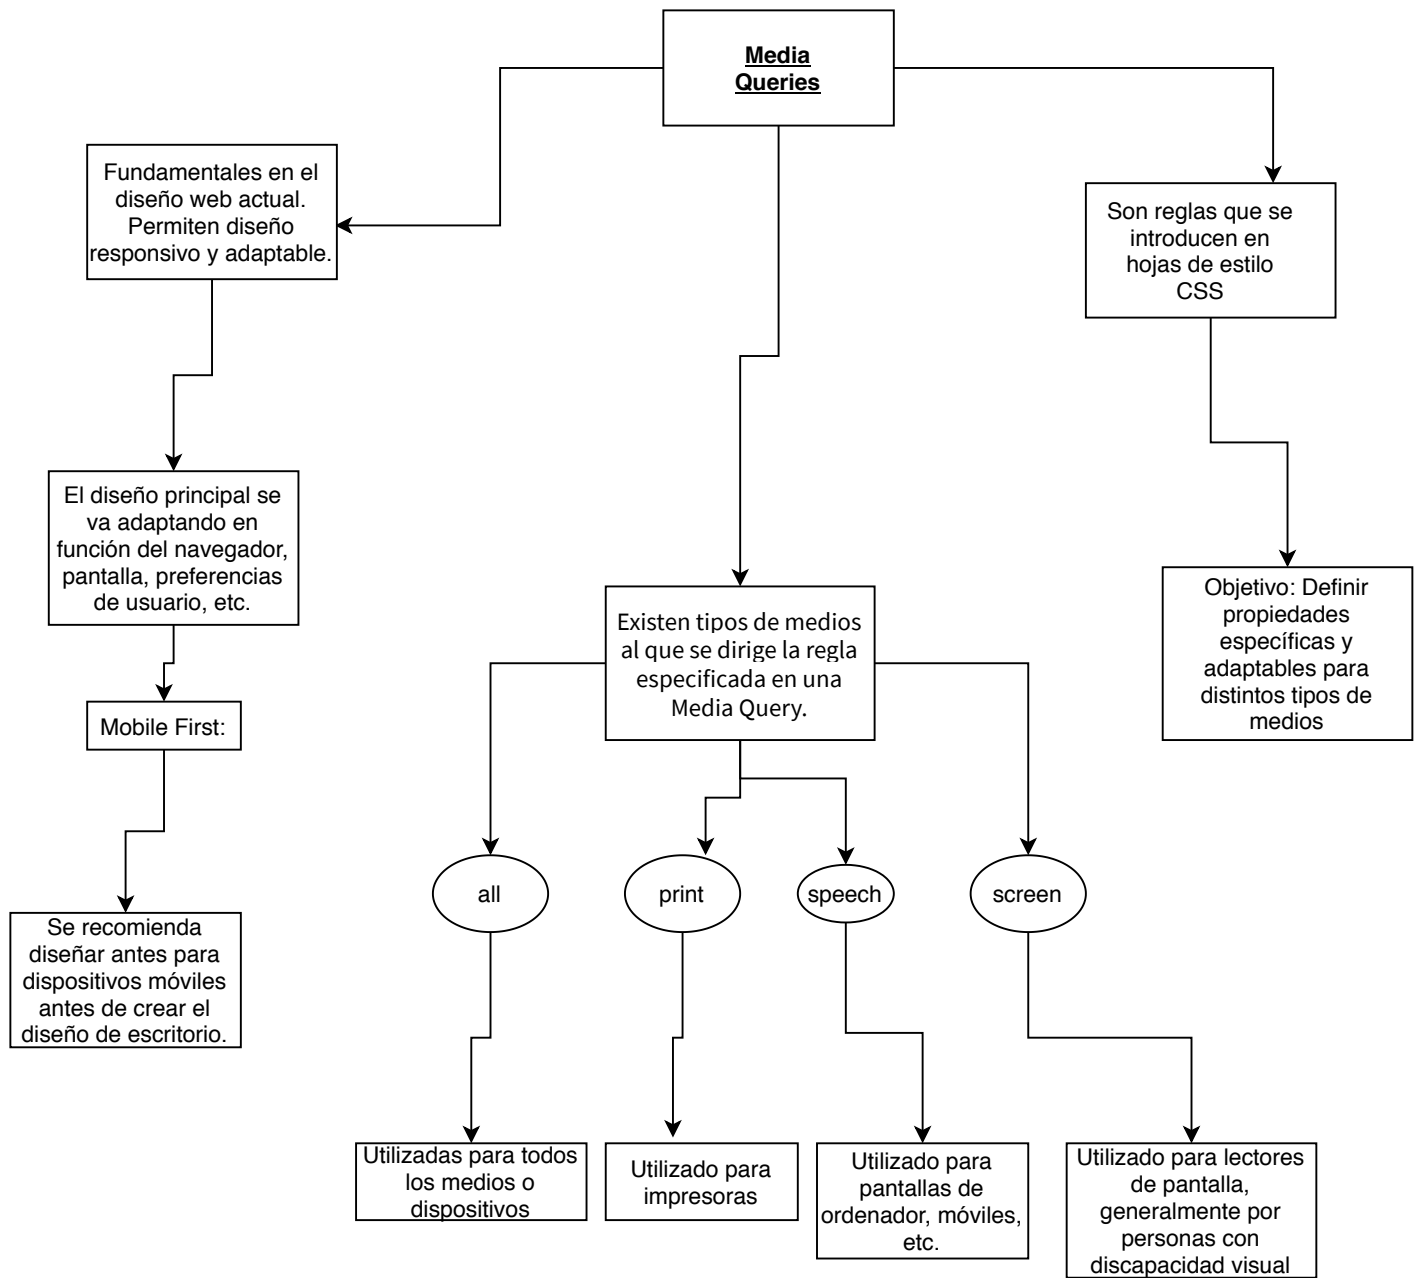 Media
Queries
Fundamentales en el
diseño web actual.
Permiten diseño
responsivo y adaptable.
Son reglas que se
introducen en
hojas de estilo
CSS
El diseño principal se
va adaptando en
función del navegador,
pantalla, preferencias
de usuario, etc.
Existen tipos de medios
al que se dirige la regla
especificada en una
Media Query.
Objetivo: Definir
propiedades
específicas y
adaptables para
distintos tipos de
medios
Mobile First:
all
print
speech
screen
Se recomienda
diseñar antes para
dispositivos móviles
antes de crear el
diseño de escritorio.
Utilizadas para todos
los medios o
dispositivos
Utilizado para
impresoras
Utilizado para
pantallas de
ordenador, móviles,
etc.
Utilizado para lectores
de pantalla,
generalmente por
personas con
discapacidad visual